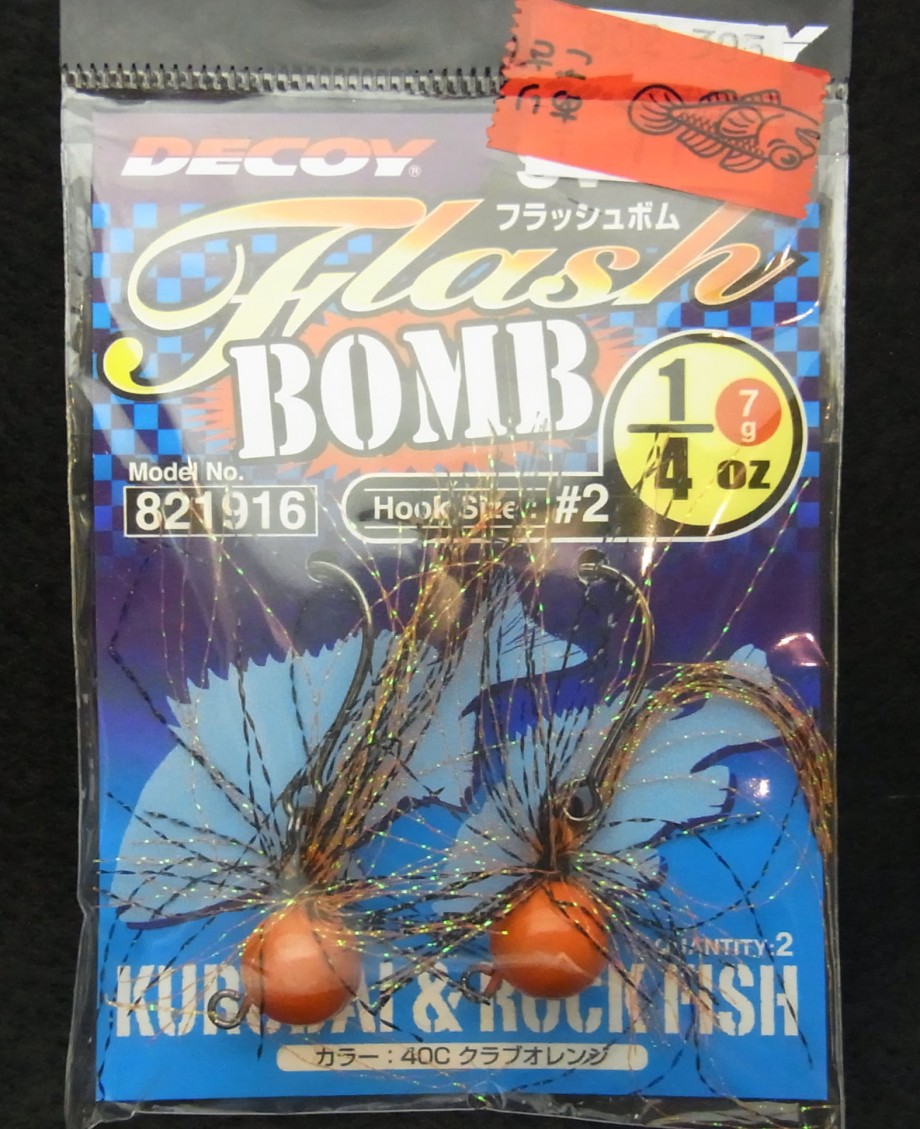 DECOY®
フラッシュボム
Flash
BOMB
1/4 oz
7g
Model No.
821916
Hook Size: #2
QUANTITY:2
KURODAI & ROCK FISH
カラー：40C クラブオレンジ